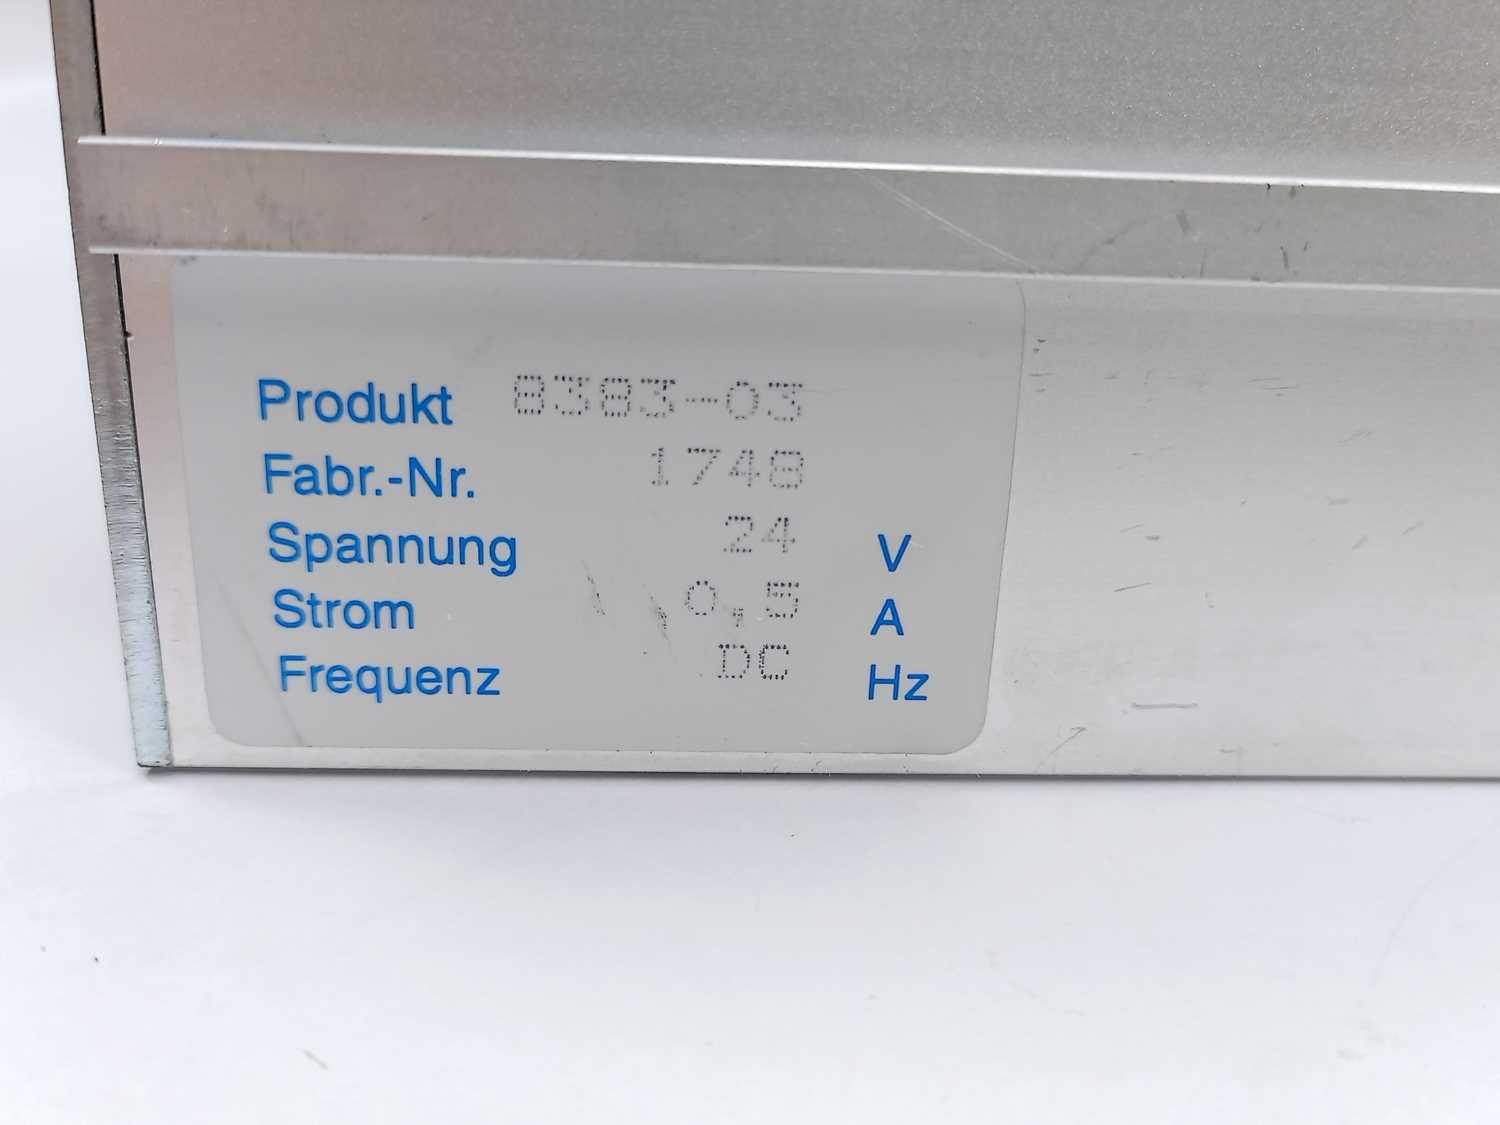 Produkt 8383-03
Fabr.-Nr. 1748
Spannung 24 V
Strom 0,5 A
Frequenz DC Hz